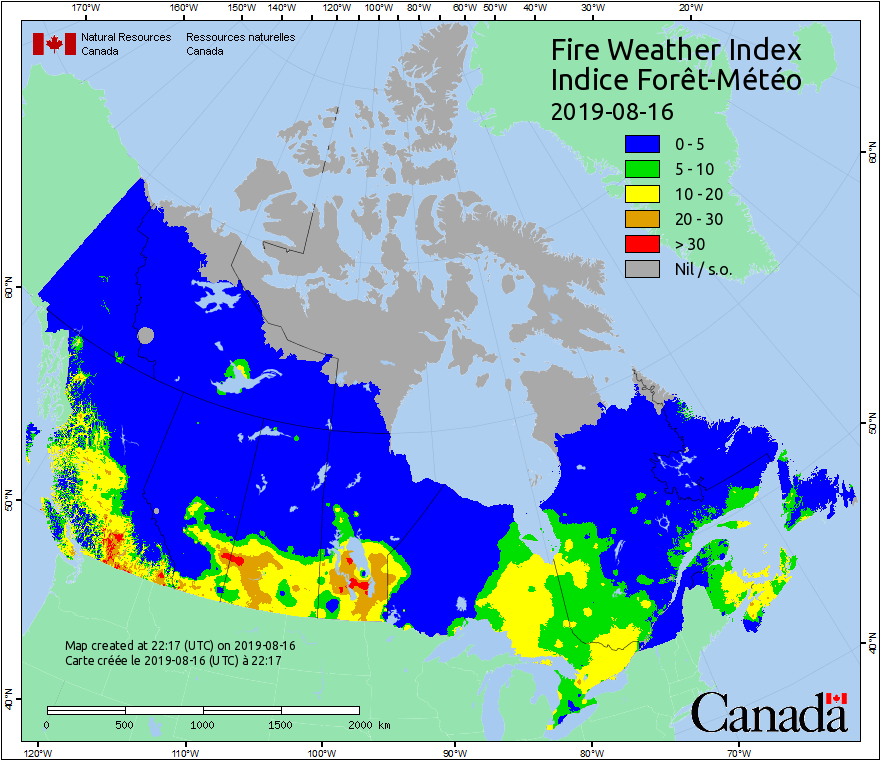 170°W 160°W 150°W 140°W 130°W 120°W 110°W 100°W 90°W 80°W 70°W 60°W 50°W 40°W 30°W 20°W
Natural Resources Ressources naturelles
Canada Canada
Fire Weather Index
Indice Forêt-Météo
2019-08-16
0 - 5
5 - 10
10 - 20
20 - 30
> 30
Nil / s.o.
60°N
60°N
50°N
50°N
40°N
40°N
Map created at 22:17 (UTC) on 2019-08-16
Carte créée le 2019-08-16 (UTC) à 22:17
0 500 1000 1500 2000 km
Canada
120°W 110°W 100°W 90°W 80°W 70°W